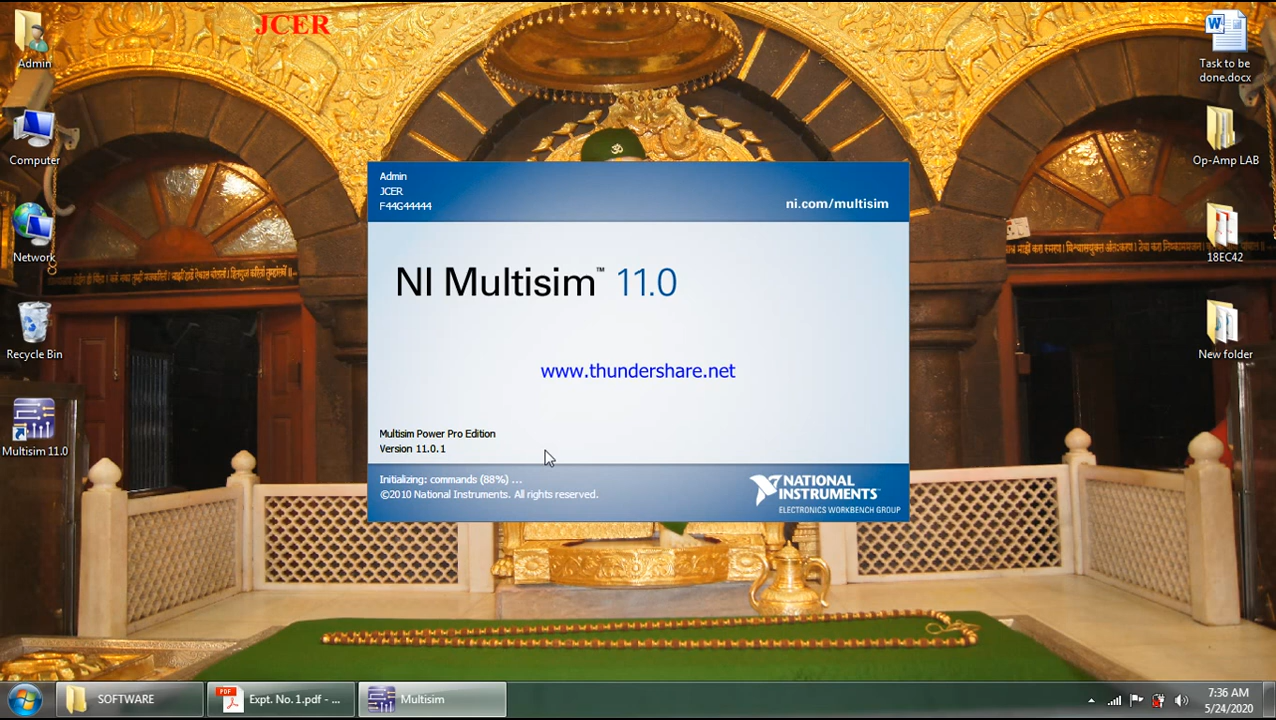 JCER
Admin
Computer
Network
Recycle Bin
Multisim 11.0
Task to be
done.docx
Op-Amp LAB
18EC42
New folder
Admin
JCER
F44G44444
ni.com/multisim
NI Multisim™ 11.0
www.thundershare.net
Multisim Power Pro Edition
Version 11.0.1
Initializing: commands (88%) ...
©2010 National Instruments. All rights reserved.
NATIONAL
INSTRUMENTS™
ELECTRONICS WORKBENCH GROUP
SOFTWARE
PDF
Expt. No. 1.pdf - ...
Multisim
7:36 AM
5/24/2020